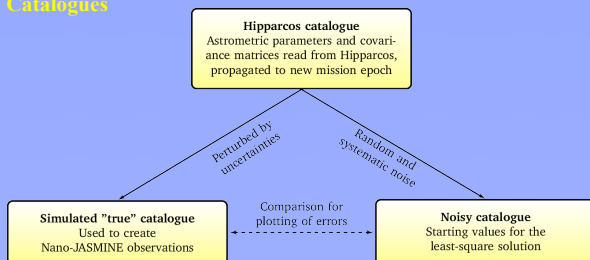 Catalogues
Hipparcos catalogue
Astrometric parameters and covari-
ance matrices read from Hipparcos,
propagated to new mission epoch
Perturbed by
uncertainties
Random and
systematic noise
Comparison for
plotting of errors
Simulated ”true” catalogue
Used to create
Nano-JASMINE observations
Noisy catalogue
Starting values for the
least-square solution